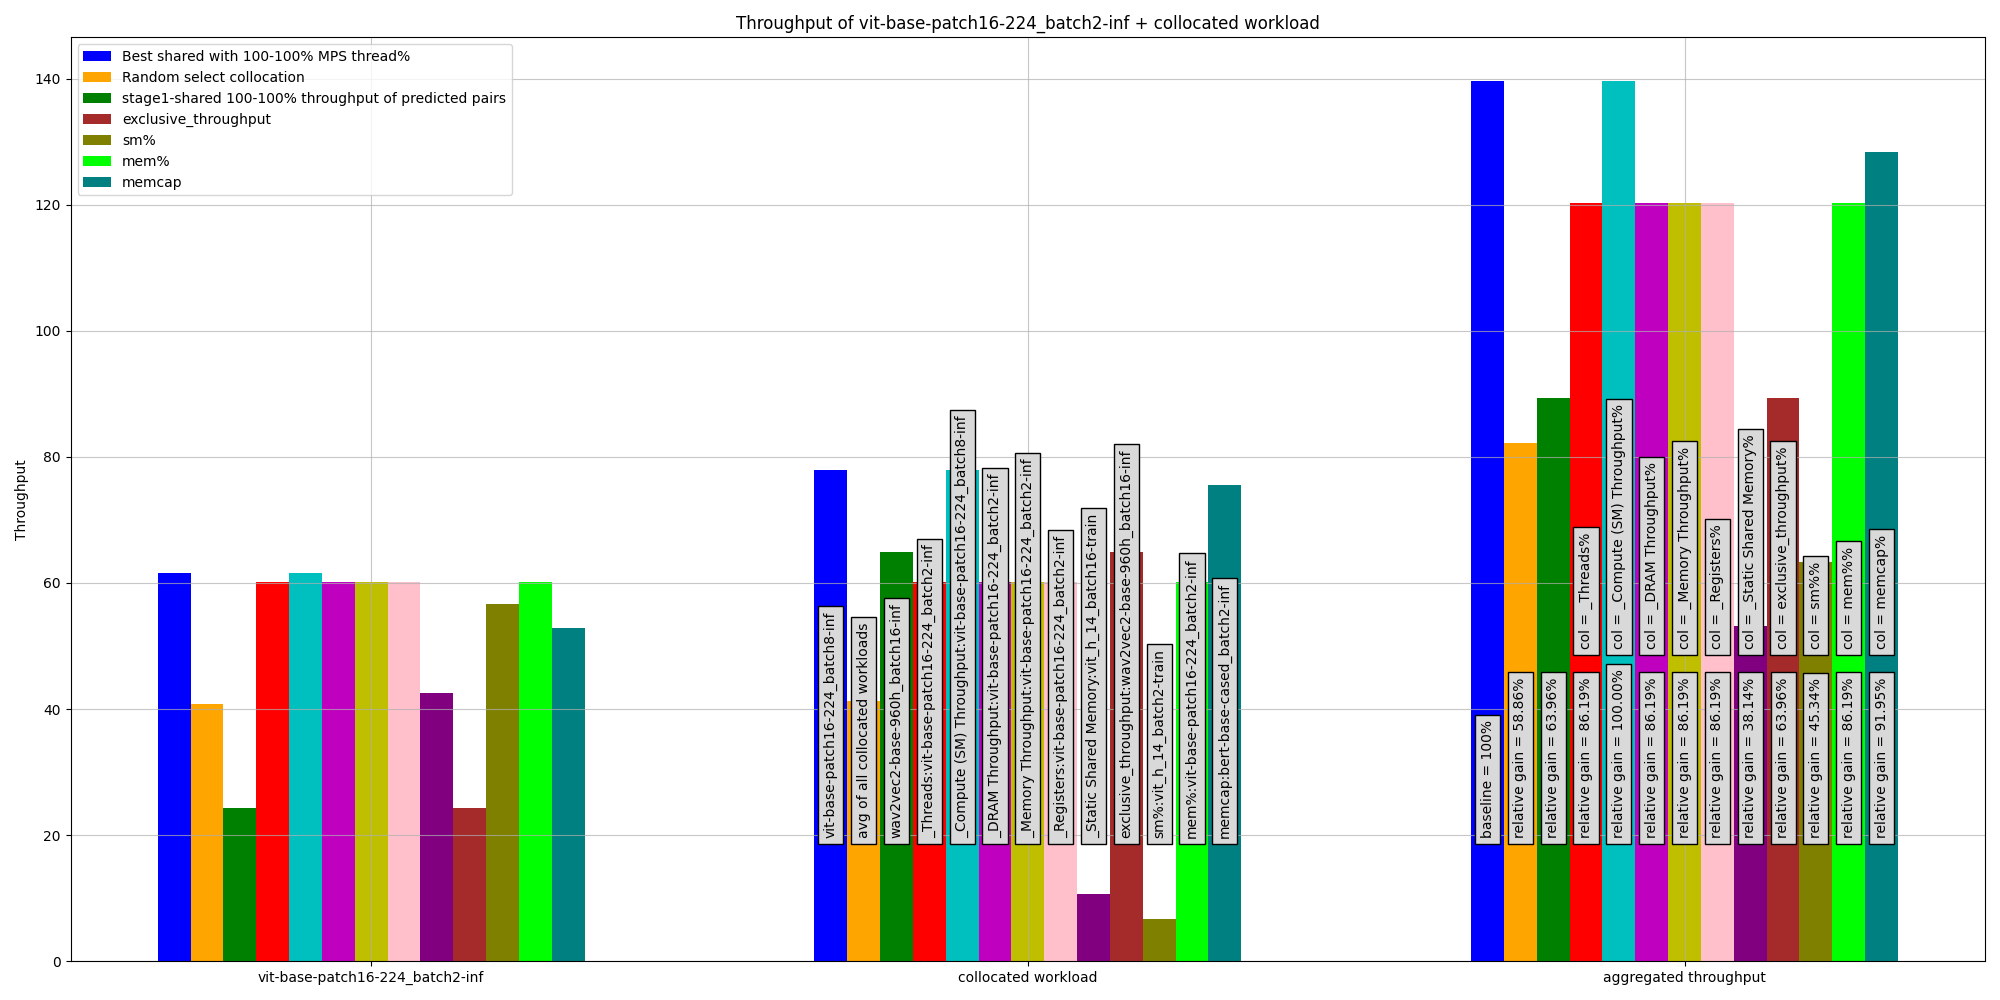 Throughput of vit-base-patch16-224_batch2-inf + collocated workload
Best shared with 100-100% MPS thread%
Random select collocation
stage1-shared 100-100% throughput of predicted pairs
exclusive_throughput
sm%
mem%
memcap
Throughput
140
120
100
80
60
40
20
0
vit-base-patch16-224_batch8-inf
avg of all collocated workloads
wav2vec2-base-960h_batch16-inf
_Threads:vit-base-patch16-224_batch2-inf
_Compute (SM) Throughput:vit-base-patch16-224_batch8-inf
_DRAM Throughput:vit-base-patch16-224_batch2-inf
_Memory Throughput:vit-base-patch16-224_batch2-inf
_Registers:vit-base-patch16-224_batch2-inf
_Static Shared Memory:vit_h_14_batch16-train
exclusive_throughput:wav2vec2-base-960h_batch16-inf
sm%:vit_h_14_batch2-train
mem%:vit-base-patch16-224_batch2-inf
memcap:bert-base-cased_batch2-inf
col = _Threads%
col = _Compute (SM) Throughput%
col = _DRAM Throughput%
col = _Memory Throughput%
col = _Registers%
col = _Static Shared Memory%
col = exclusive_throughput%
col = sm%%
col = mem%%
col = memcap%
baseline = 100%
relative gain = 58.86%
relative gain = 63.96%
relative gain = 86.19%
relative gain = 100.00%
relative gain = 86.19%
relative gain = 86.19%
relative gain = 86.19%
relative gain = 38.14%
relative gain = 63.96%
relative gain = 45.34%
relative gain = 86.19%
relative gain = 91.95%
vit-base-patch16-224_batch2-inf
collocated workload
aggregated throughput